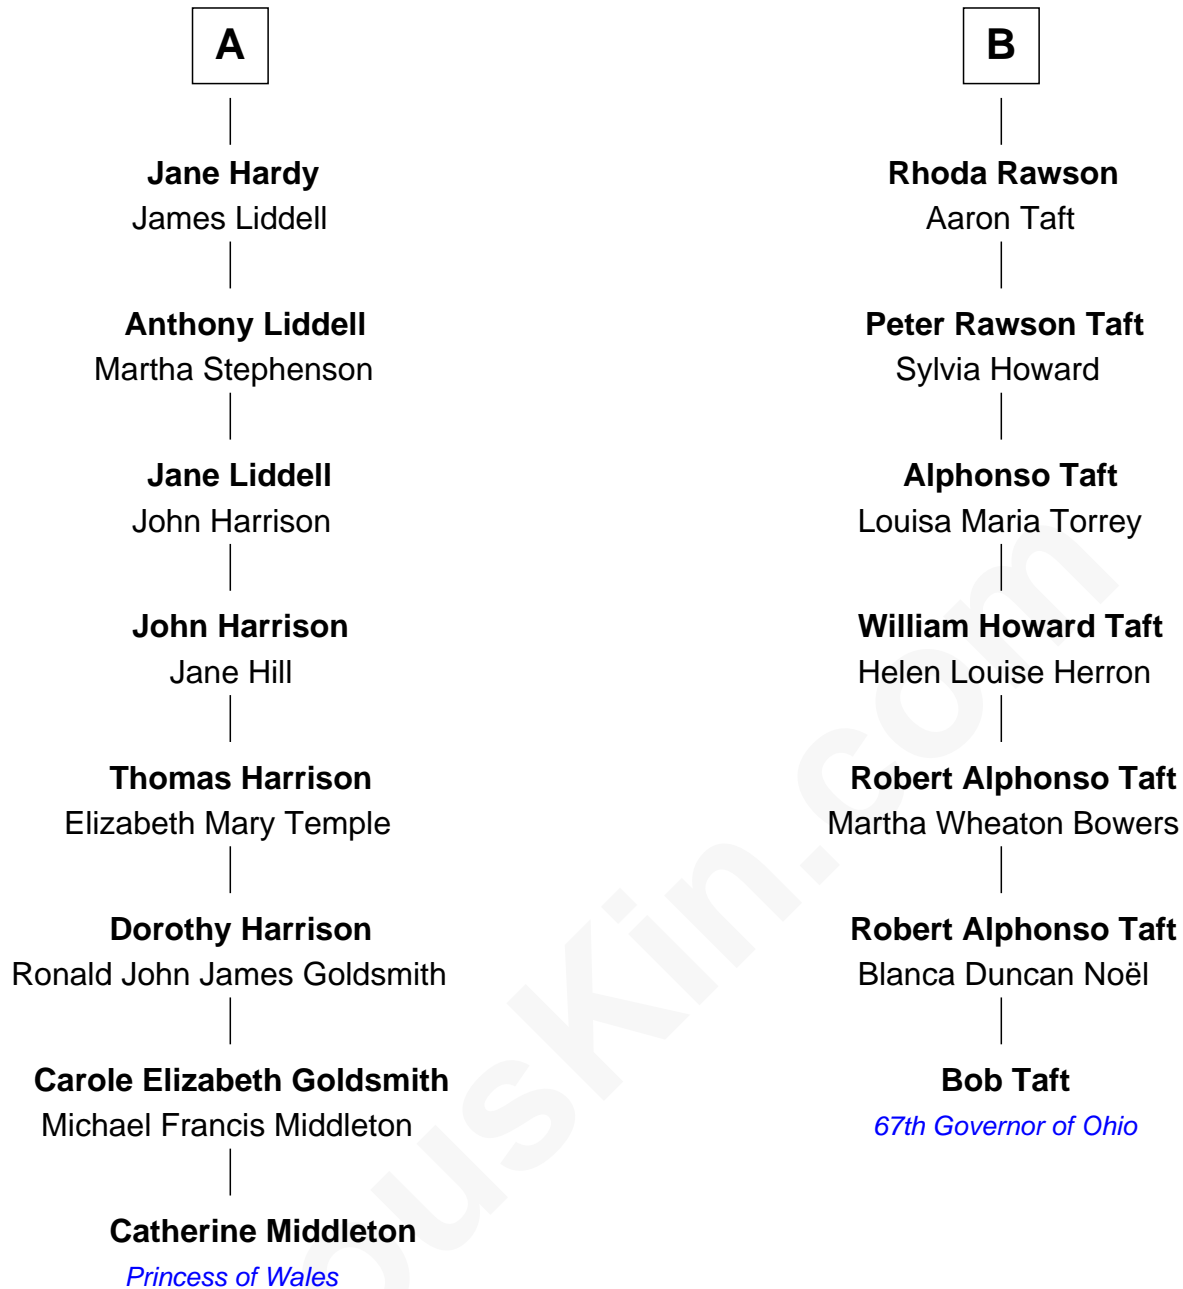 A
Jane Hardy
James Liddell
Anthony Liddell
Martha Stephenson
Jane Liddell
John Harrison
John Harrison
Jane Hill
Thomas Harrison
Elizabeth Mary Temple
Dorothy Harrison
Ronald John James Goldsmith
Carole Elizabeth Goldsmith
Michael Francis Middleton
Catherine Middleton
Princess of Wales
B
Rhoda Rawson
Aaron Taft
Peter Rawson Taft
Sylvia Howard
Alphonso Taft
Louisa Maria Torrey
William Howard Taft
Helen Louise Herron
Robert Alphonso Taft
Martha Wheaton Bowers
Robert Alphonso Taft
Blanca Duncan Noël
Bob Taft
67th Governor of Ohio
ousKin.com